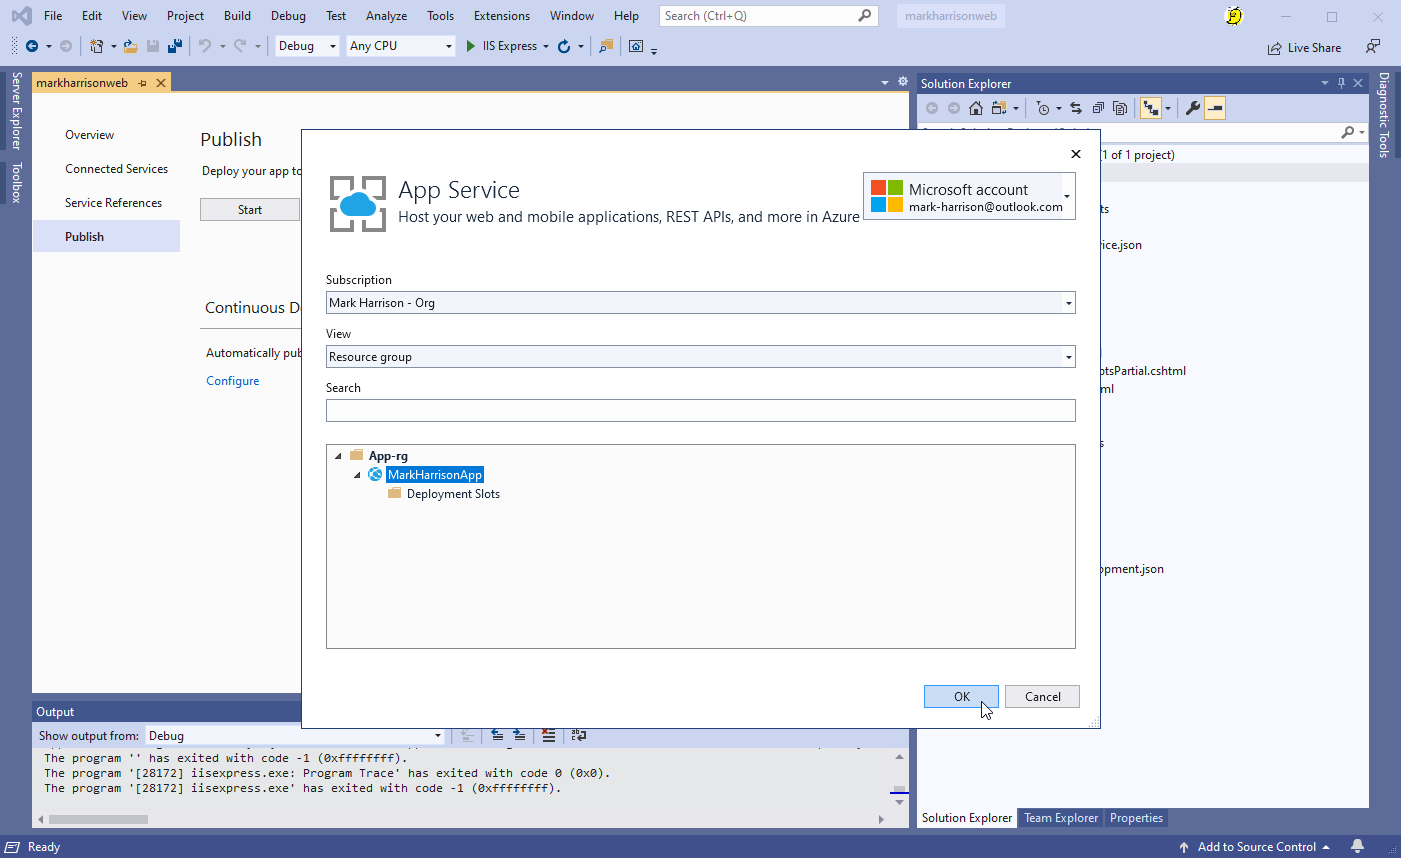 File Edit View Project Build Debug Test Analyze Tools Extensions Window Help Search (Ctrl+Q) markharrisonweb
Debug Any CPU IIS Express Live Share
Server Explorer
Toolbox
markharrisonweb
Overview
Connected Services
Service References
Publish
Publish
Deploy your app to
Start
Continuous D
Automatically pub
Configure
App Service
Host your web and mobile applications, REST APIs, and more in Azure
Microsoft account
mark-harrison@outlook.com
Subscription
Mark Harrison - Org
View
Resource group
Search
App-rg
MarkHarrisonApp
Deployment Slots
OK Cancel
Solution Explorer
(1 of 1 project)
ts
ice.json
ptsPartial.cshtml
ml
s
opment.json
Solution Explorer Team Explorer Properties
Diagnostic Tools
Output
Show output from: Debug
The program '' has exited with code -1 (0xffffffff).
The program '[28172] iisexpress.exe: Program Trace' has exited with code 0 (0x0).
The program '[28172] iisexpress.exe' has exited with code -1 (0xffffffff).
Ready Add to Source Control